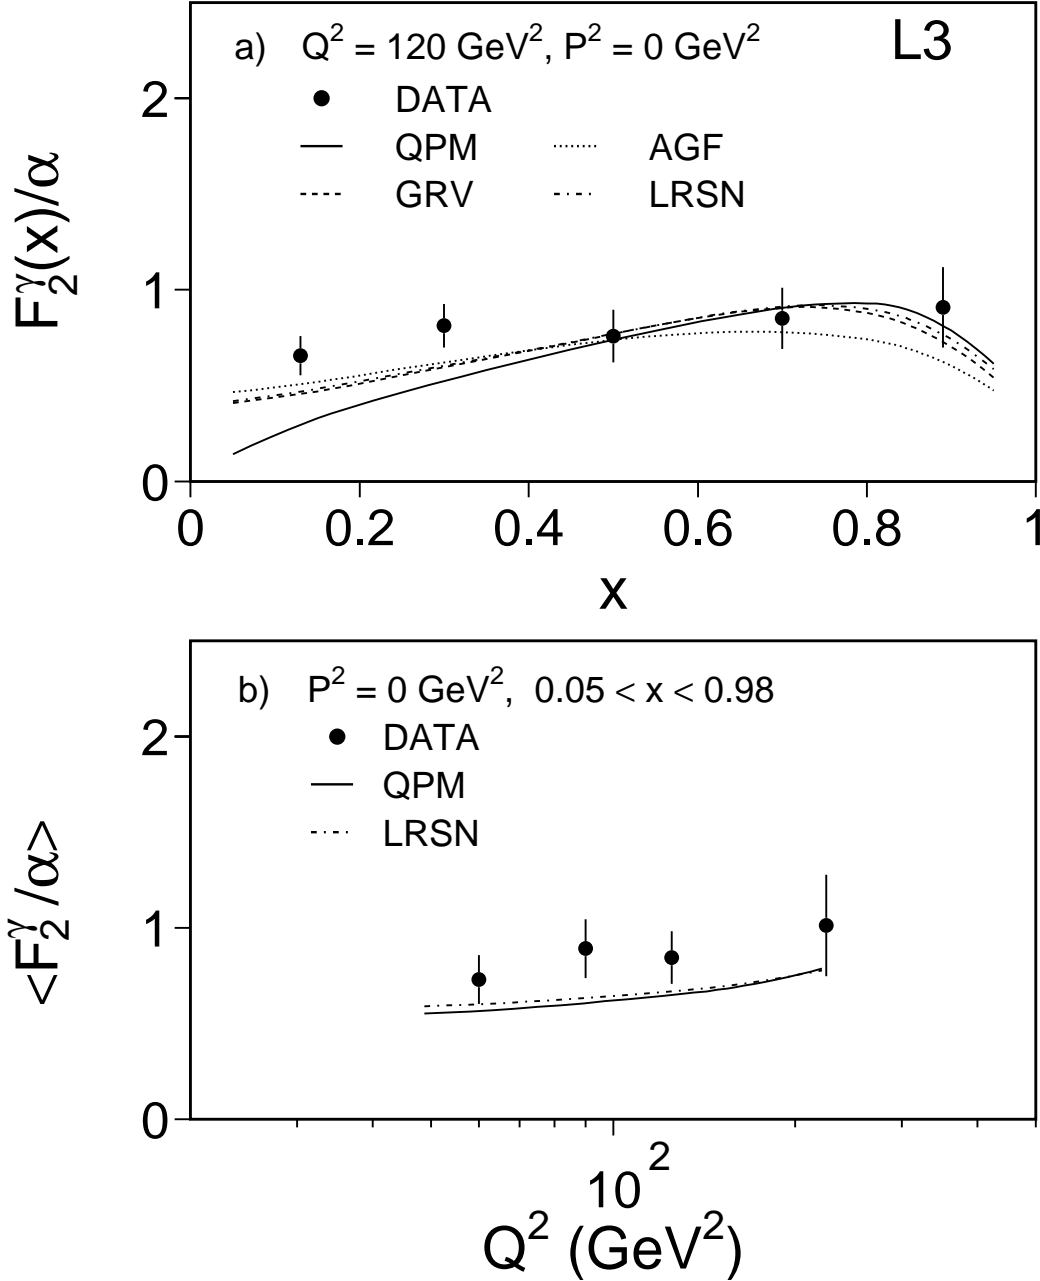 a) Q² = 120 GeV², P² = 0 GeV² L3
DATA
QPM AGF
GRV LRSN
F₂ᵞ(x)/α
2
1
0
0 0.2 0.4 0.6 0.8 1
x
b) P² = 0 GeV², 0.05 < x < 0.98
DATA
QPM
LRSN
<F₂ᵞ/α>
2
1
0
10²
Q² (GeV²)